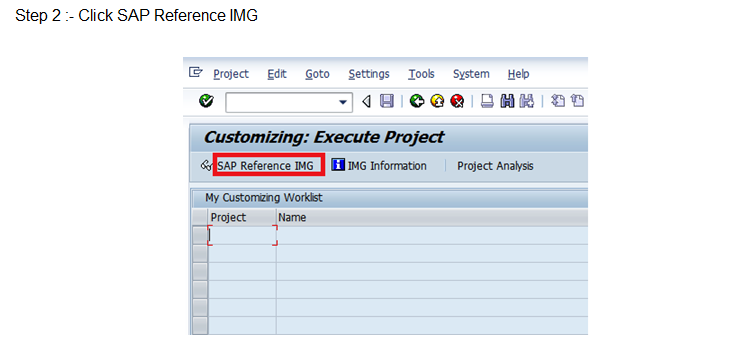 Step 2 :- Click SAP Reference IMG
Project Edit Goto Settings Tools System Help
Customizing: Execute Project
SAP Reference IMG IMG Information Project Analysis
My Customizing Worklist
Project Name